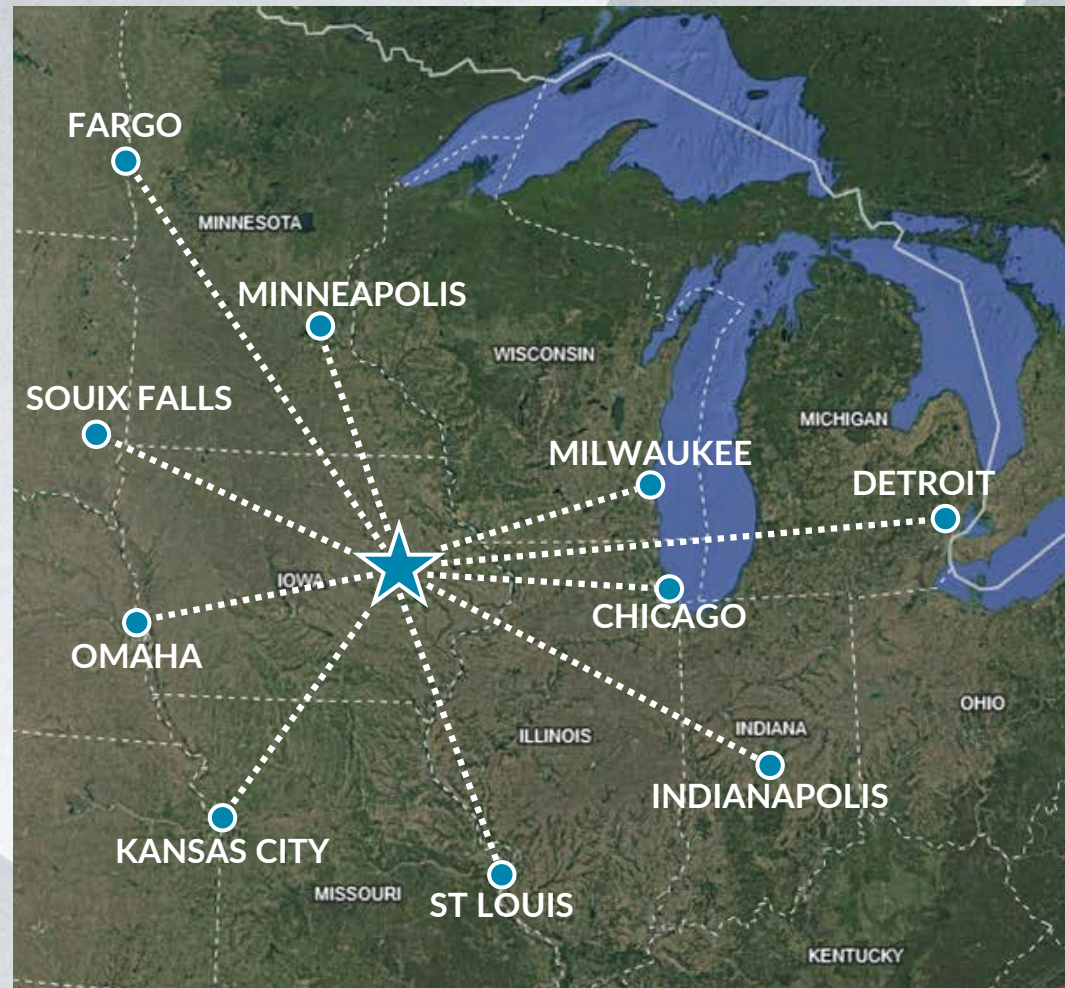 FARGO
MINNESOTA
MINNEAPOLIS
WISCONSIN
SOUIX FALLS
MICHIGAN
MILWAUKEE
DETROIT
IOWA
CHICAGO
OMAHA
OHIO
ILLINOIS
INDIANA
INDIANAPOLIS
KANSAS CITY
MISSOURI
ST LOUIS
KENTUCKY